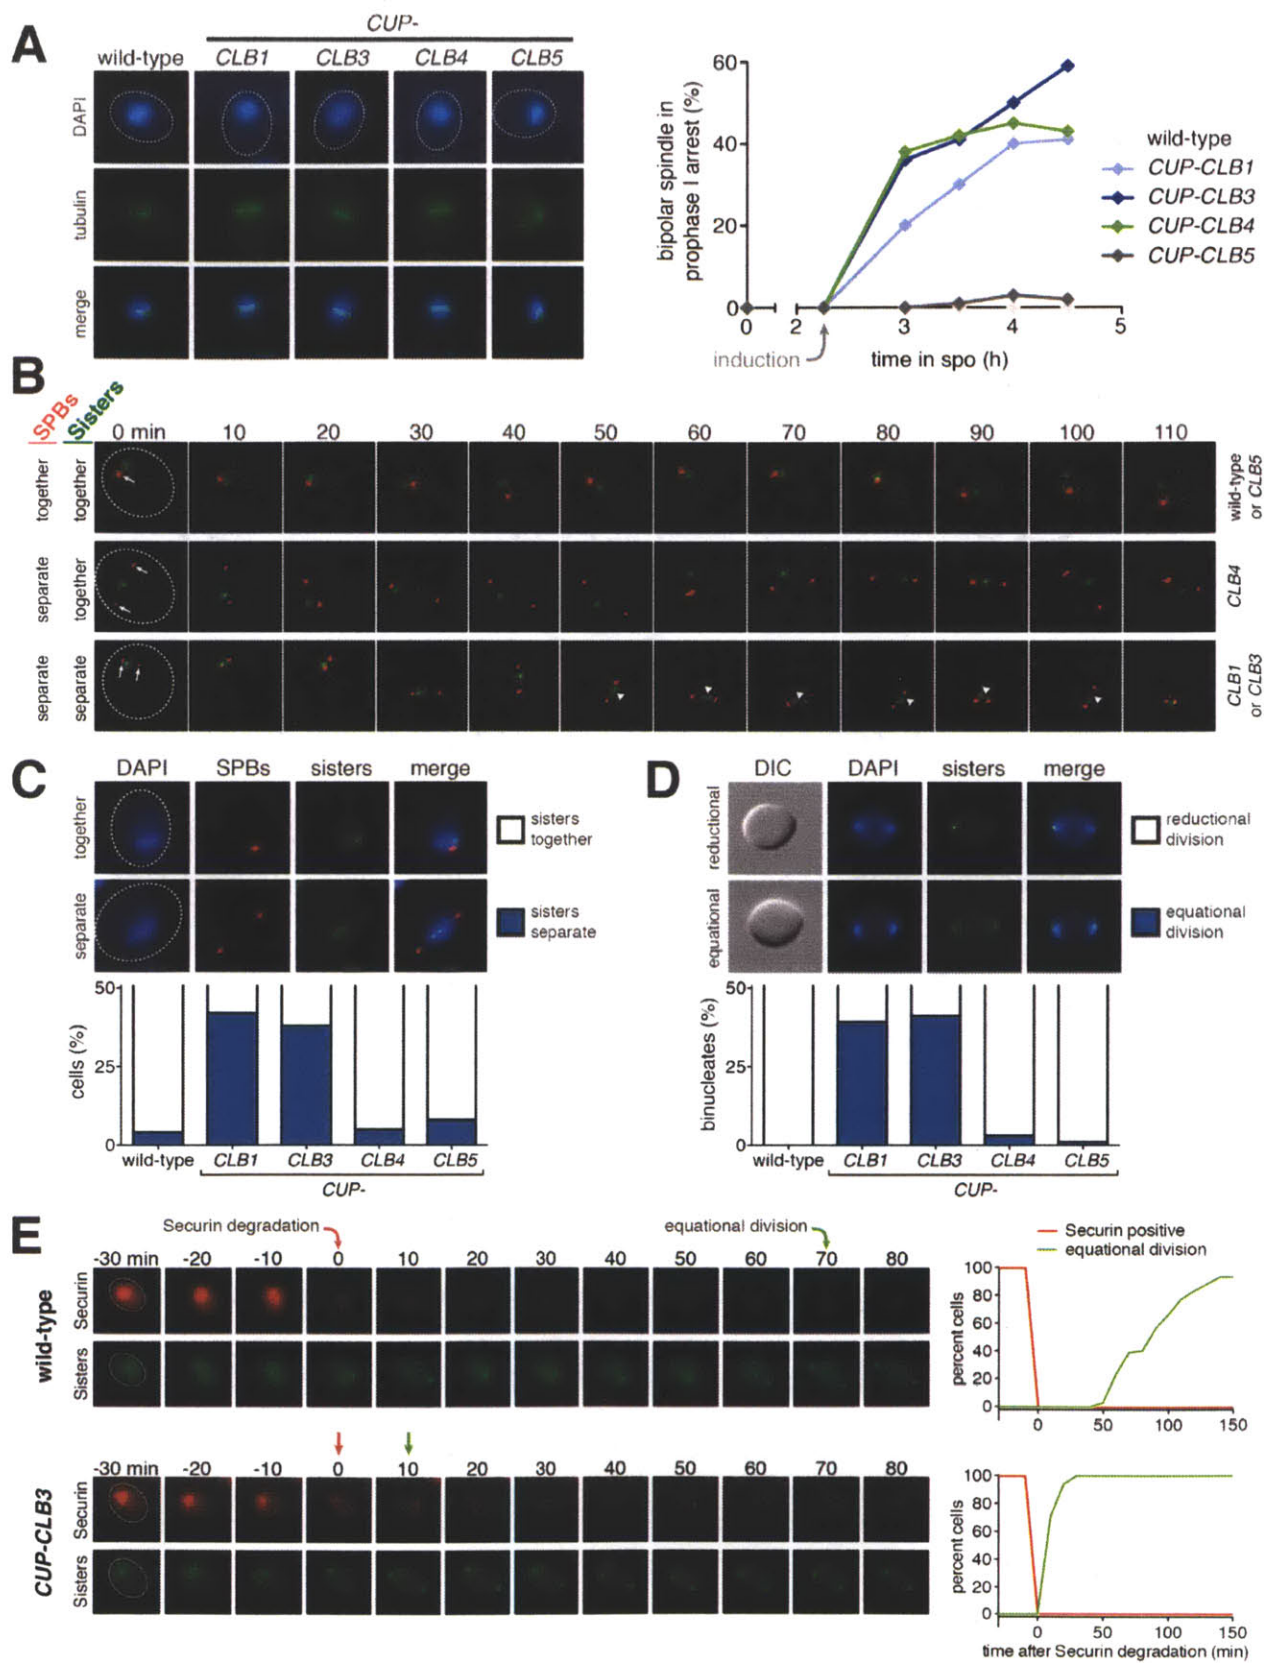 A
CUP-
wild-type CLB1 CLB3 CLB4 CLB5
DAPI
tubulin
merge
bipolar spindle in
prophase I arrest (%)
60
40
20
0
0 2 3 4 5
induction
time in spo (h)
wild-type
CUP-CLB1
CUP-CLB3
CUP-CLB4
CUP-CLB5
B
SPBs
Sisters
0 min 10 20 30 40 50 60 70 80 90 100 110
together together
wild-type
or CLB5
separate together
CLB4
separate separate
CLB1
or CLB3
C
DAPI SPBs sisters merge
together
sisters
together
separate
sisters
separate
cells (%)
50
25
0
wild-type CLB1 CLB3 CLB4 CLB5
CUP-
D
DIC DAPI sisters merge
reductional
reductional
division
equational
equational
division
binucleates (%)
50
25
0
wild-type CLB1 CLB3 CLB4 CLB5
CUP-
E
Securin degradation
equational division
-30 min -20 -10 0 10 20 30 40 50 60 70 80
wild-type
Securin
Sisters
Securin positive
equational division
percent cells
100
80
60
40
20
0
0 50 100 150
-30 min -20 -10 0 10 20 30 40 50 60 70 80
CUP-CLB3
Securin
Sisters
percent cells
100
80
60
40
20
0
0 50 100 150
time after Securin degradation (min)